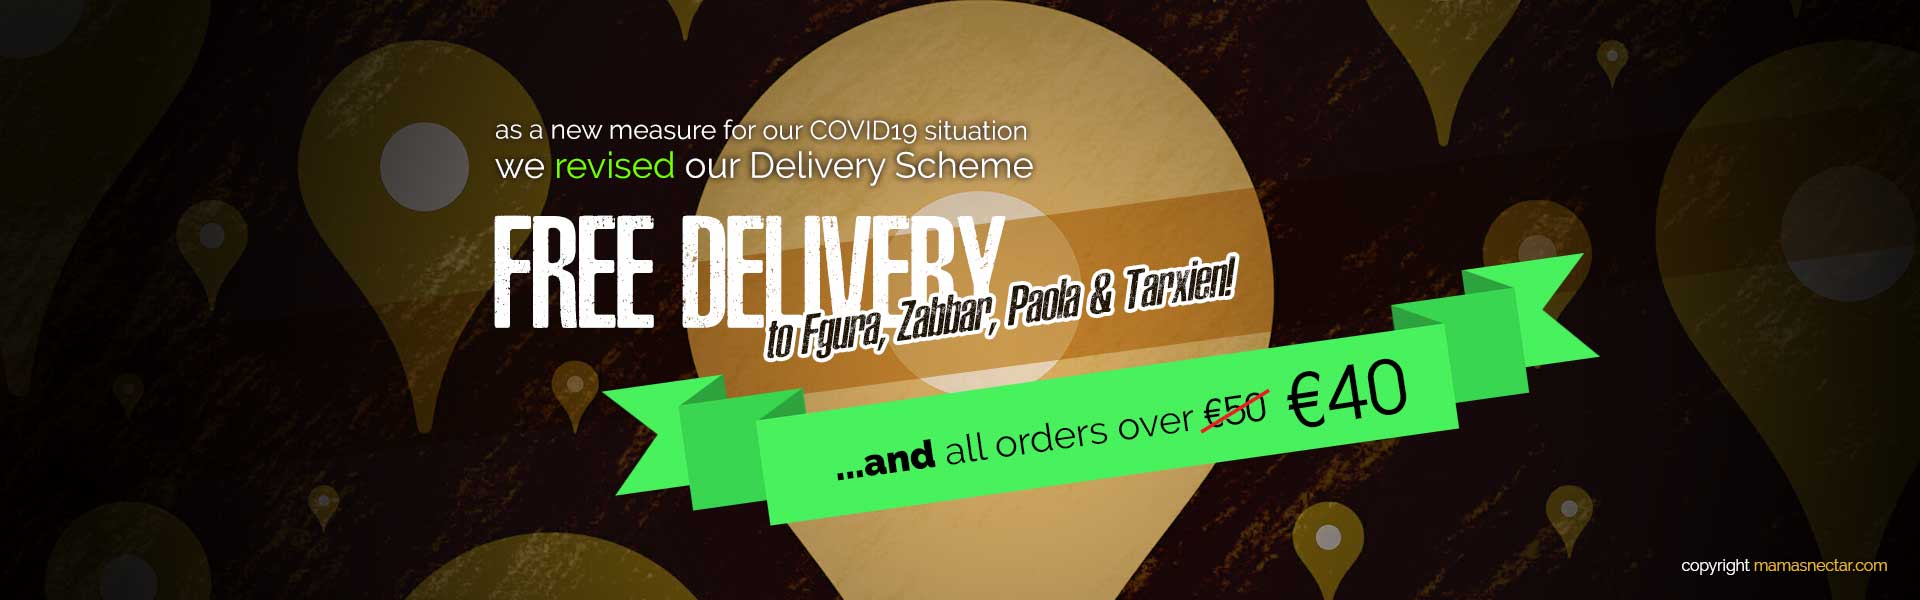 as a new measure for our COVID19 situation
we revised our Delivery Scheme
FREE DELIVERY
to Fgura, Zabbar, Paola & Tarxien!
...and all orders over €50 €40
copyright mamasnectar.com